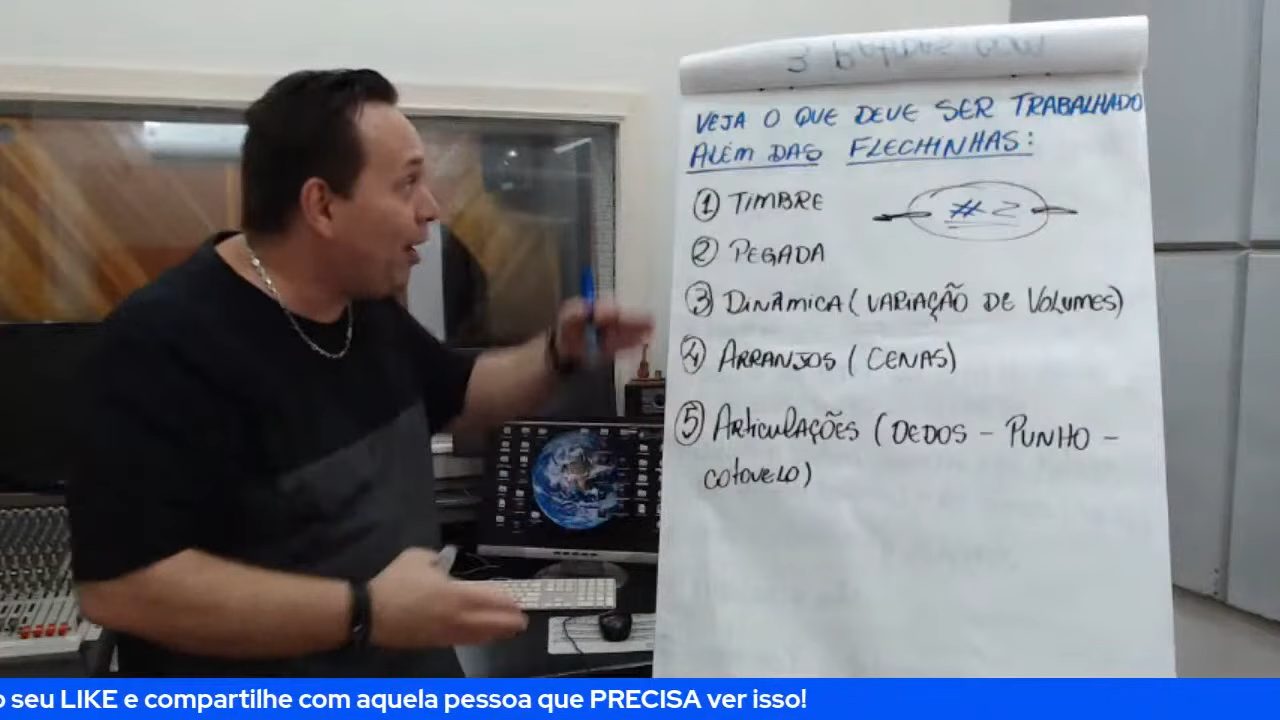 VEJA O QUE DEVE SER TRABALHADO
ALÉM DAS FLECHINHAS:
① TIMBRE
#2
② PEGADA
③ DINÂMICA (VARIAÇÃO DE VOLUMES)
④ ARRANJOS (CENAS)
⑤ ARTICULAÇÕES (DEDOS - PUNHO -
COTOVELO)
o seu LIKE e compartilhe com aquela pessoa que PRECISA ver isso!